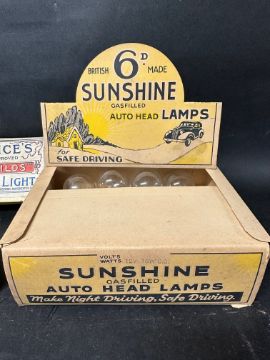 BRITISH 6D. MADE
SUNSHINE
GASFILLED
AUTO HEAD LAMPS
for
SAFE DRIVING
VOLTS
WATTS
SUNSHINE
GASFILLED
AUTO HEAD LAMPS
Make Night Driving, Safe Driving.
LIGHT